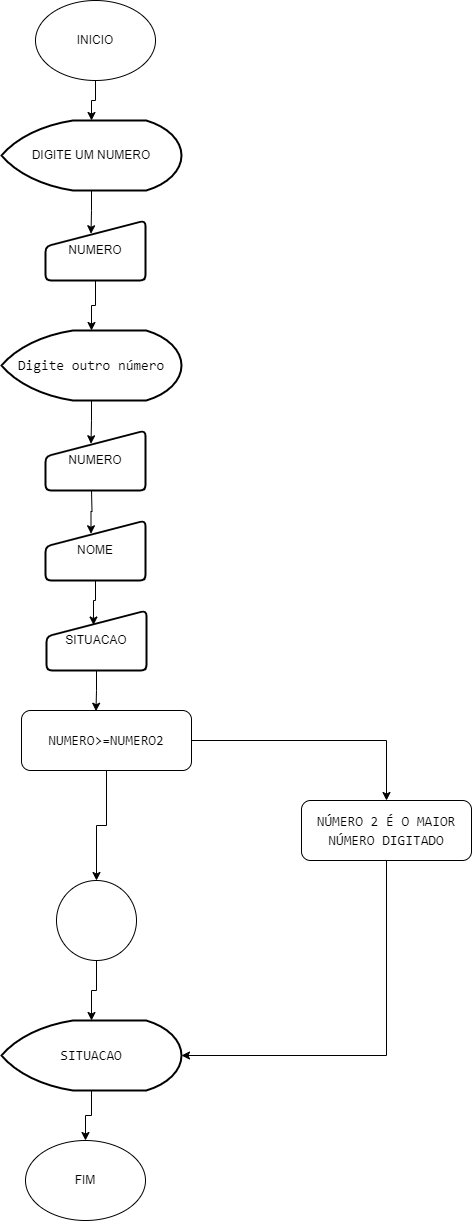 INICIO
DIGITE UM NUMERO
NUMERO
Digite outro número
NUMERO
NOME
SITUACAO
NUMERO>=NUMERO2
NÚMERO 2 É O MAIOR
NÚMERO DIGITADO
SITUACAO
FIM